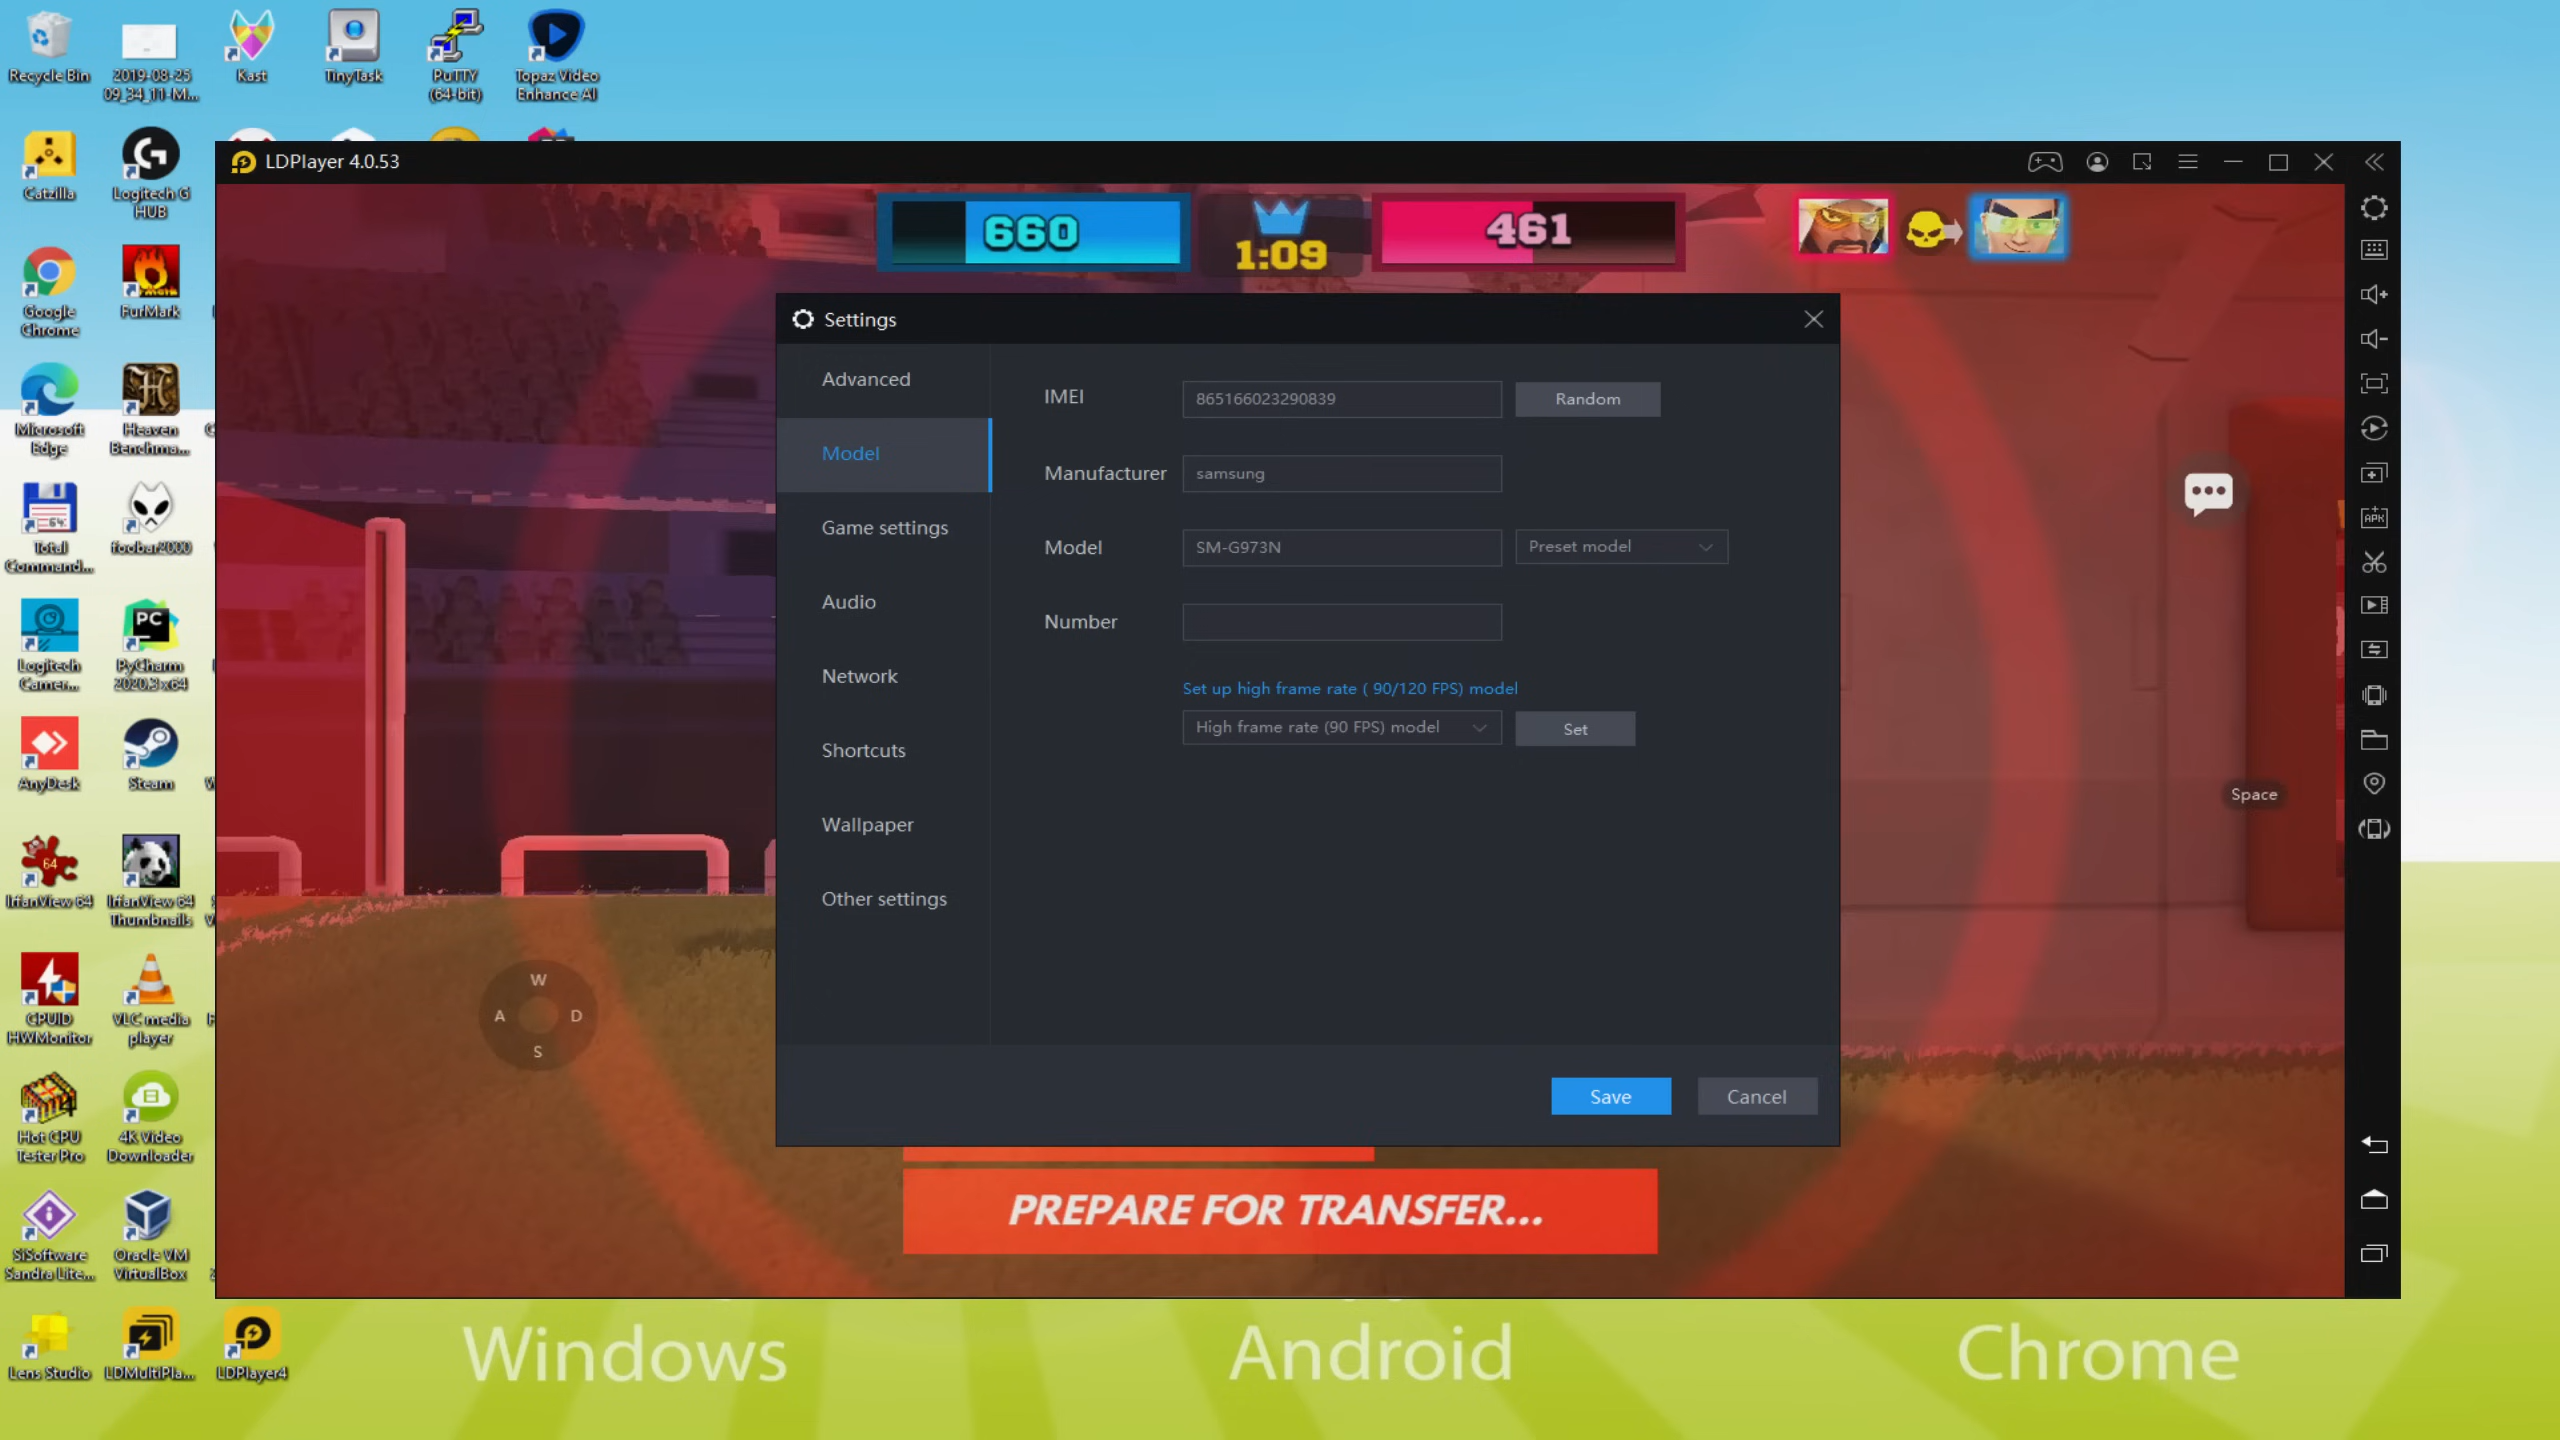 Recycle Bin
2019-08-25
09_34_11-IM...
Kast
TinyTask
PuTTY
(64-bit)
Topaz Video
Enhance AI
Catzilla
Logitech G
HUB
Google
Chrome
FurMark
Microsoft
Edge
Heaven
Benchma...
Total
Command...
foobar2000
Logitech
Camer...
PyCharm
2020.3 x64
AnyDesk
Steam
IrfanView 64
IrfanView 64
Thumbnails
CPUID
HWMonitor
VLC media
player
Hot CPU
Tester Pro
4K Video
Downloader
SiSoftware
Sandra Lite...
Oracle VM
VirtualBox
Lens Studio
LDMultiPla...
LDPlayer4
LDPlayer 4.0.53
660
1:09
461
Settings
Advanced
Model
Game settings
Audio
Network
Shortcuts
Wallpaper
Other settings
IMEI
865166023290839
Random
Manufacturer
samsung
Model
SM-G973N
Preset model
Number
Set up high frame rate ( 90/120 FPS) model
High frame rate (90 FPS) model
Set
Save
Cancel
APK
Space
W
A
D
S
PREPARE FOR TRANSFER...
Windows
Android
Chrome